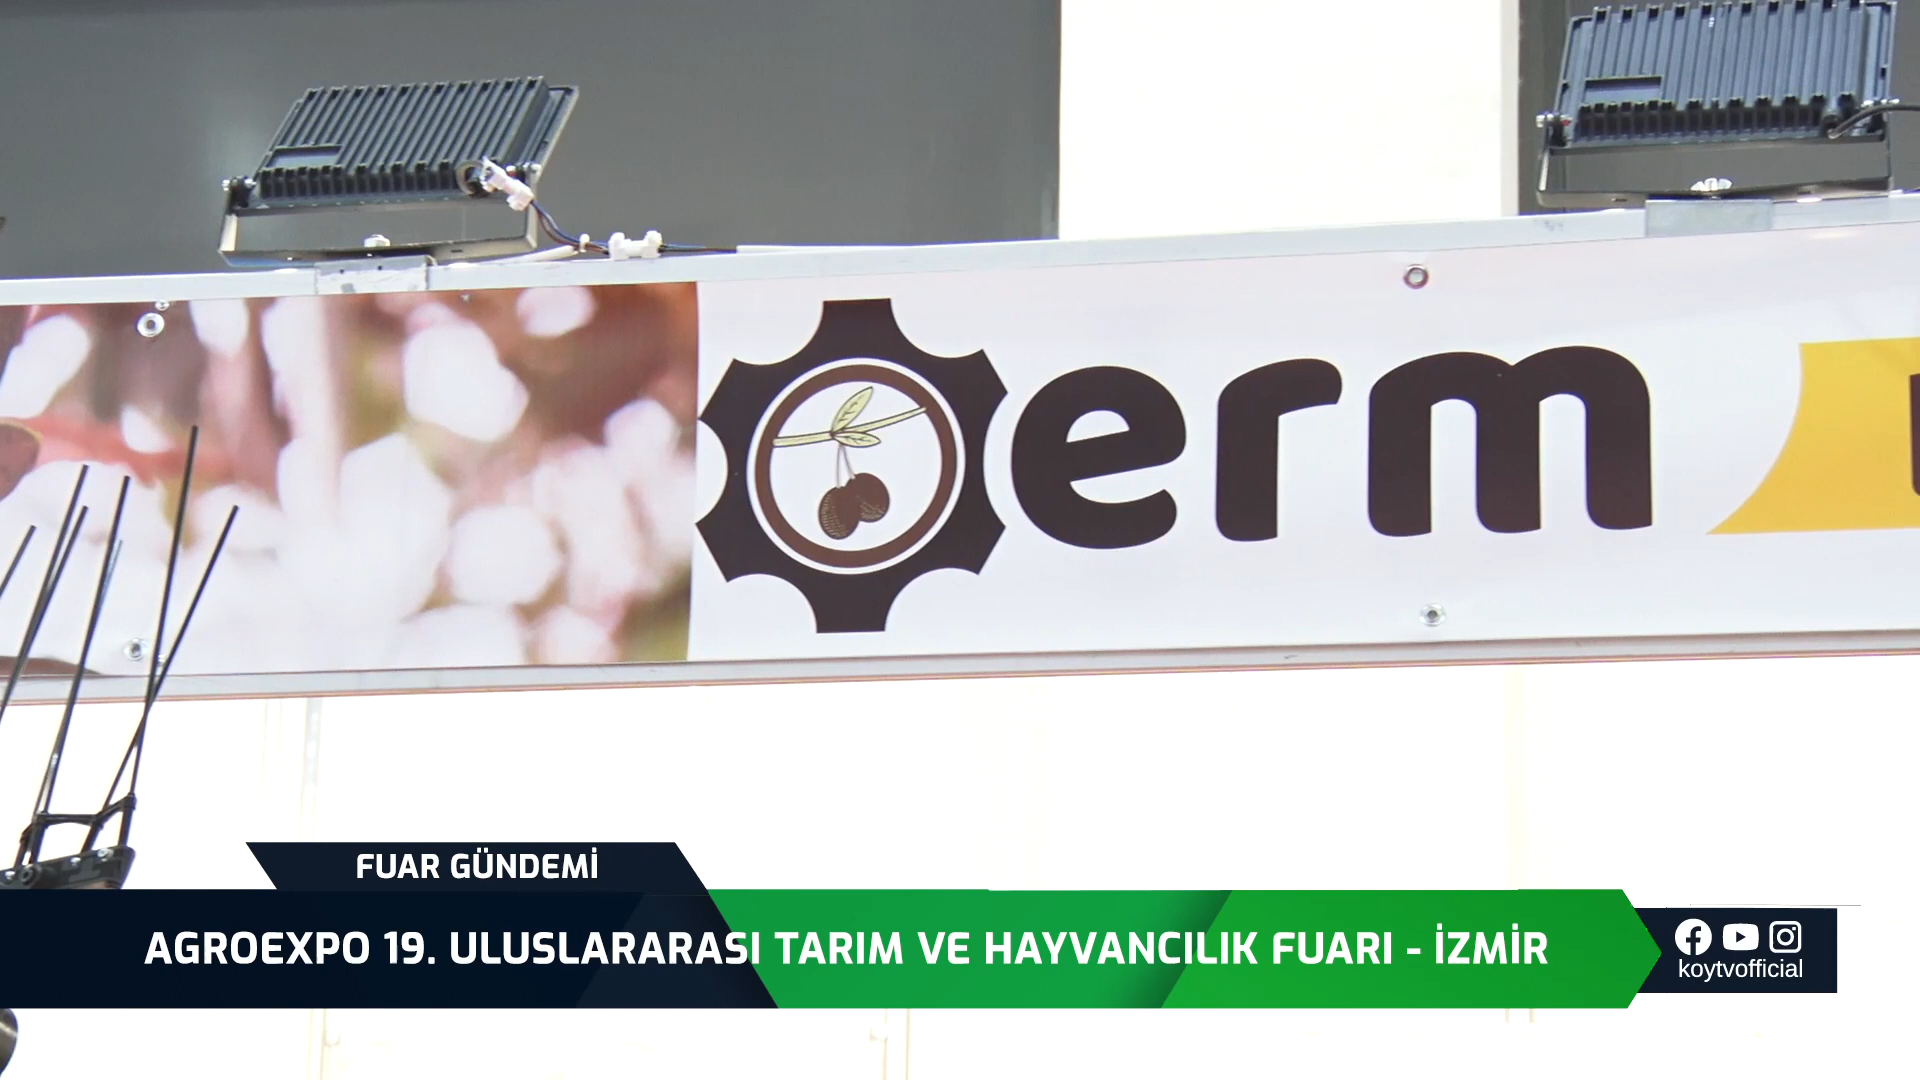 erm
FUAR GÜNDEMİ
AGROEXPO 19. ULUSLARARASI TARIM VE HAYVANCILIK FUARI - İZMİR
koytvofficial